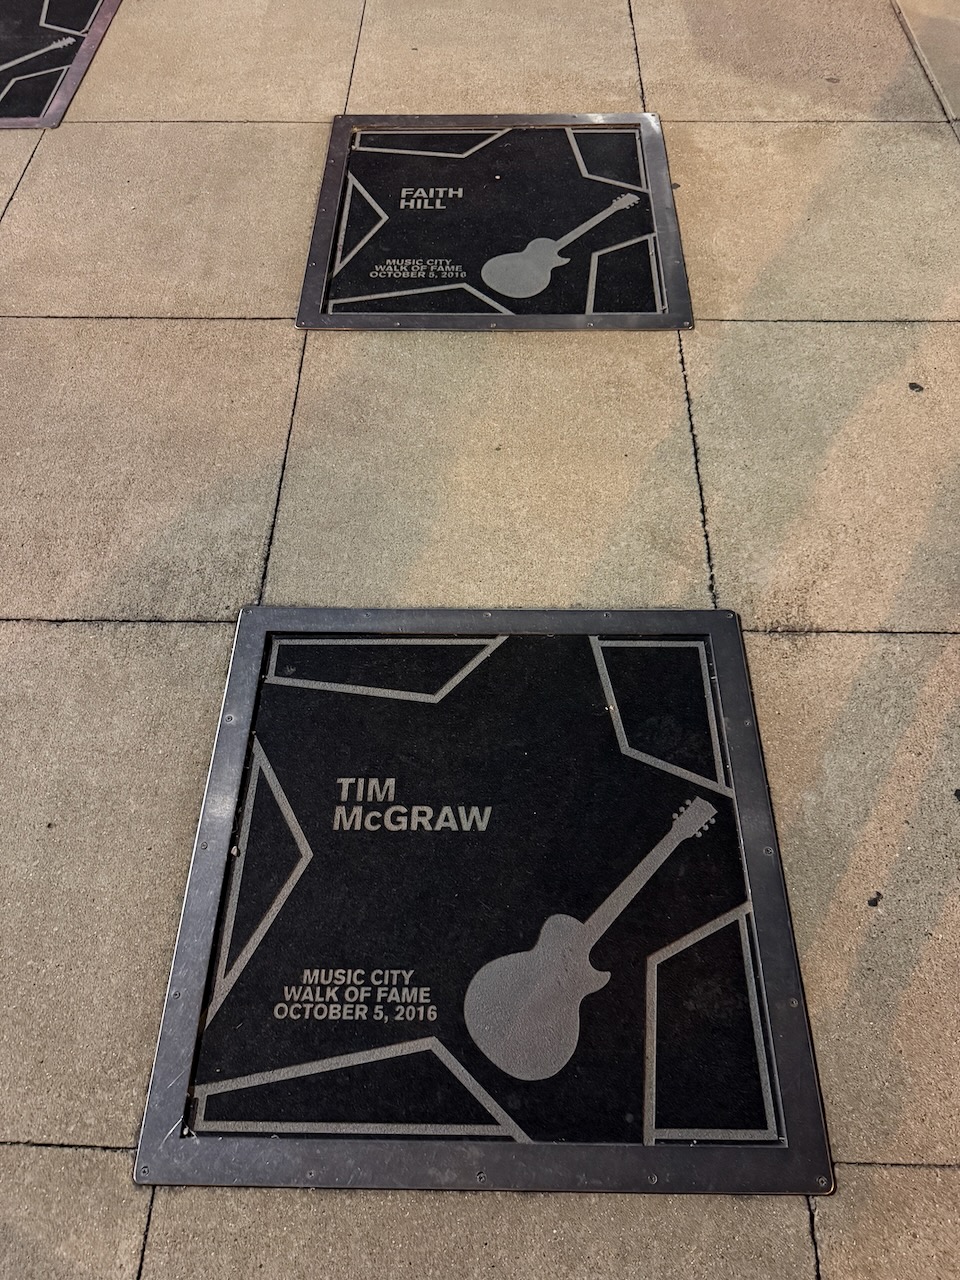 FAITH
HILL
MUSIC CITY
WALK OF FAME
OCTOBER 5, 2016
TIM
McGRAW
MUSIC CITY
WALK OF FAME
OCTOBER 5, 2016